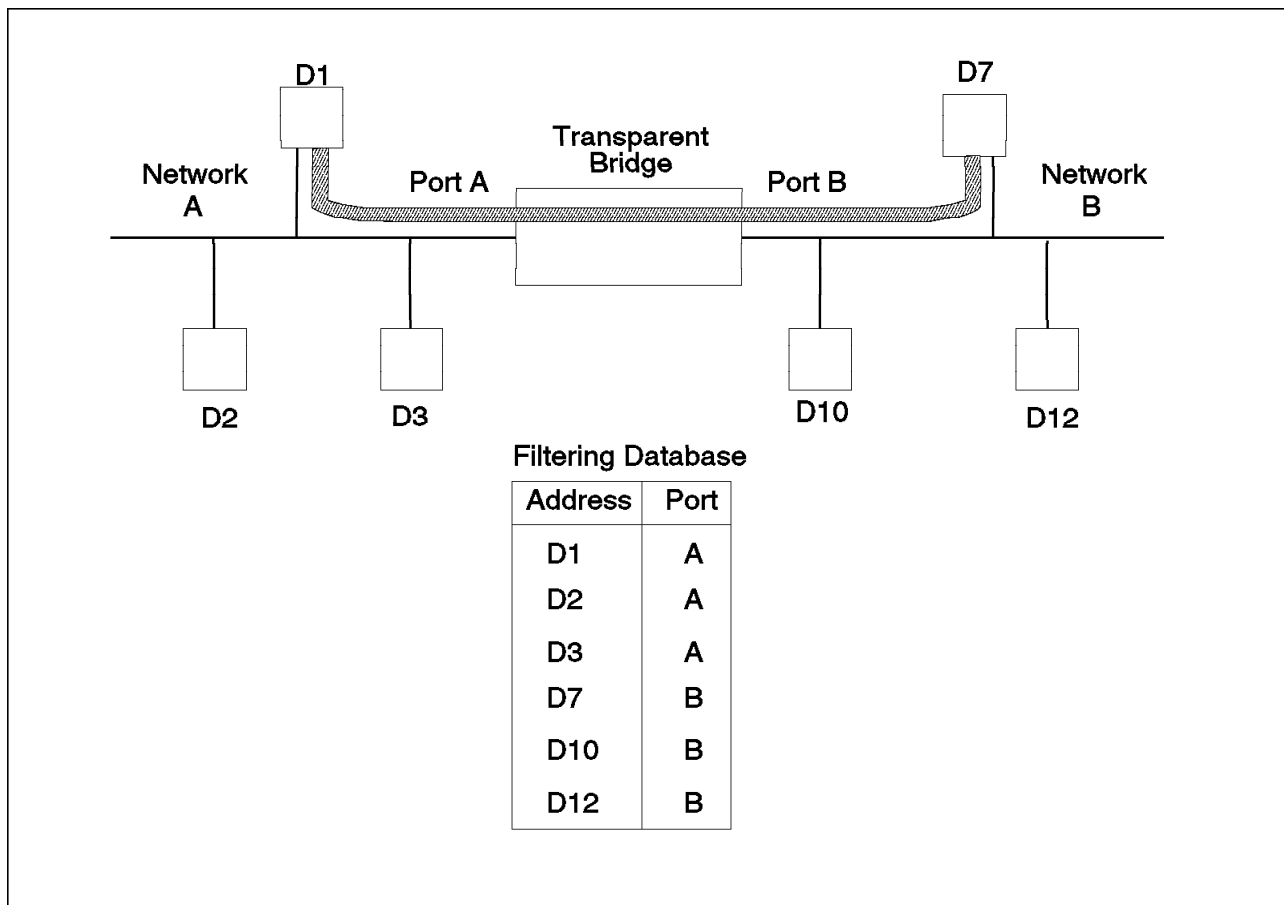 D1
D7
Transparent
Bridge
Network
A
Port A
Port B
Network
B
D2
D3
D10
D12
Filtering Database
Address Port
D1 A
D2 A
D3 A
D7 B
D10 B
D12 B